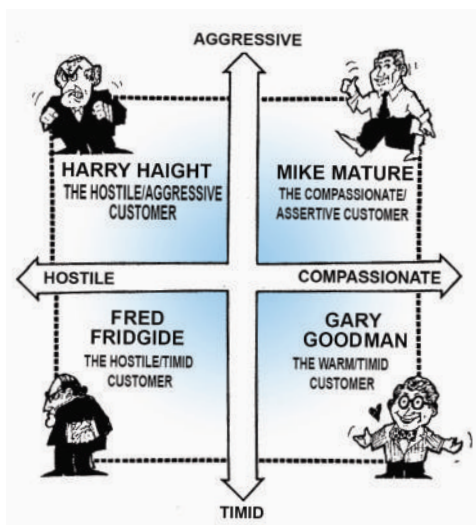 AGGRESSIVE
HARRY HAIGHT
THE HOSTILE/AGGRESSIVE
CUSTOMER
MIKE MATURE
THE COMPASSIONATE/
ASSERTIVE CUSTOMER
HOSTILE
COMPASSIONATE
FRED
FRIDGIDE
THE HOSTILE/TIMID
CUSTOMER
GARY
GOODMAN
THE WARM/TIMID
CUSTOMER
TIMID